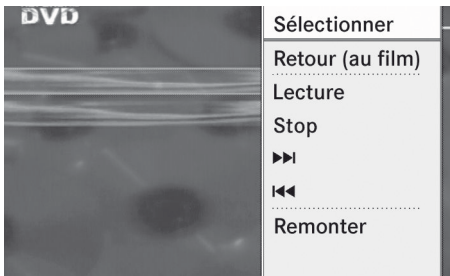 DVD
Sélectionner
Retour (au film)
Lecture
Stop
▶▶I
I◀◀
Remonter